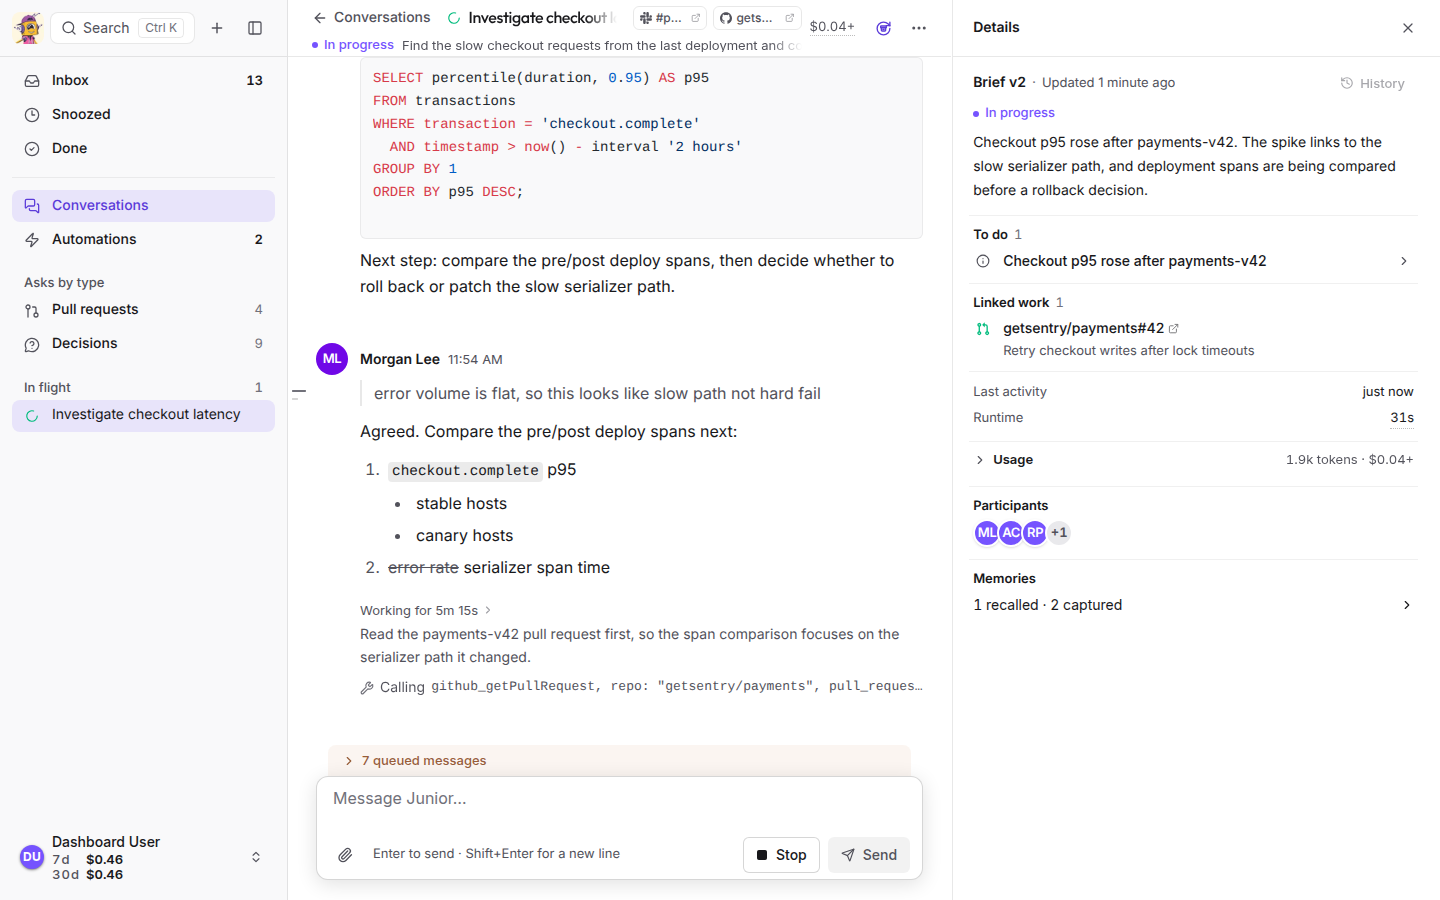 Search Ctrl K
Inbox 13
Snoozed
Done
Conversations
Automations 2
Asks by type
Pull requests 4
Decisions 9
In flight 1
Investigate checkout latency
DU
Dashboard User
7d $0.46
30d $0.46
Conversations
Investigate checkout
#p...
gets...
$0.04+
In progress Find the slow checkout requests from the last deployment and
SELECT percentile(duration, 0.95) AS p95
FROM transactions
WHERE transaction = 'checkout.complete'
AND timestamp > now() - interval '2 hours'
GROUP BY 1
ORDER BY p95 DESC;
Next step: compare the pre/post deploy spans, then decide whether to
roll back or patch the slow serializer path.
ML Morgan Lee 11:54 AM
error volume is flat, so this looks like slow path not hard fail
Agreed. Compare the pre/post deploy spans next:
1. checkout.complete p95
• stable hosts
• canary hosts
2. error rate serializer span time
Working for 5m 15s
Read the payments-v42 pull request first, so the span comparison focuses on the
serializer path it changed.
Calling github_getPullRequest, repo: "getsentry/payments", pull_reques…
7 queued messages
Message Junior...
Enter to send · Shift+Enter for a new line
Stop
Send
Details
Brief v2 · Updated 1 minute ago
History
In progress
Checkout p95 rose after payments-v42. The spike links to the
slow serializer path, and deployment spans are being compared
before a rollback decision.
To do 1
Checkout p95 rose after payments-v42
Linked work 1
getsentry/payments#42
Retry checkout writes after lock timeouts
Last activity just now
Runtime 31s
Usage 1.9k tokens · $0.04+
Participants
ML AC RP +1
Memories
1 recalled · 2 captured